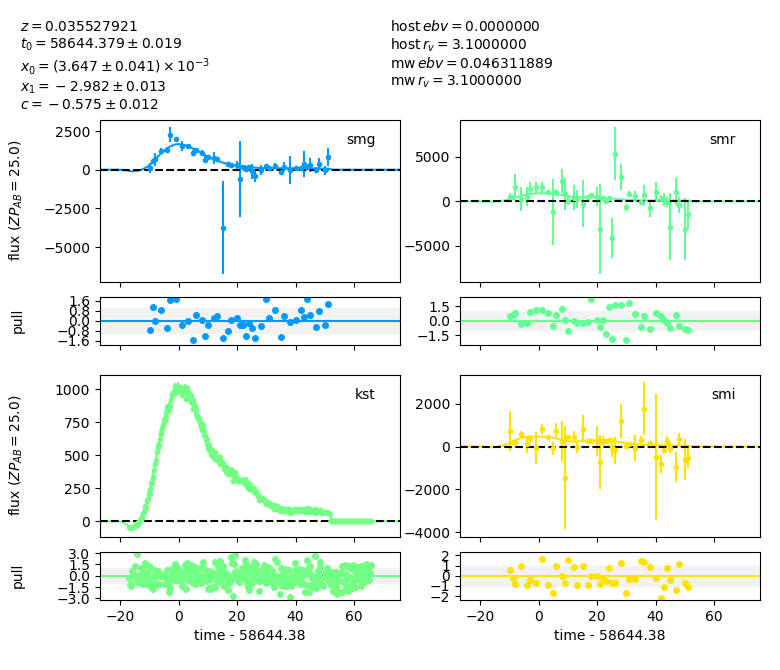 z = 0.035527921
t₀ = 58644.379 ± 0.019
x₀ = (3.647 ± 0.041) × 10⁻³
x₁ = −2.982 ± 0.013
c = −0.575 ± 0.012
host ebv = 0.0000000
host r_v = 3.1000000
mw ebv = 0.046311889
mw r_v = 3.1000000
smg
2500
0
−2500
−5000
flux (ZP_AB = 25.0)
smr
5000
0
−5000
1.6
0.8
0.0
−0.8
−1.6
pull
1.5
0.0
−1.5
kst
1000
750
500
250
0
flux (ZP_AB = 25.0)
smi
2000
0
−2000
−4000
3.0
1.5
0.0
−1.5
−3.0
pull
−20 0 20 40 60
time - 58644.38
2
1
0
−1
−2
−20 0 20 40 60
time - 58644.38